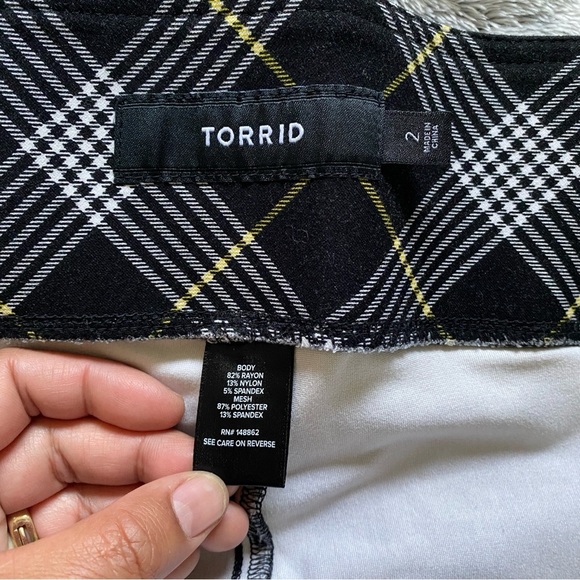 TORRID
2
MADE IN
CHINA
BODY
82% RAYON
13% NYLON
5% SPANDEX
MESH
87% POLYESTER
13% SPANDEX
RN# 148862
SEE CARE ON REVERSE